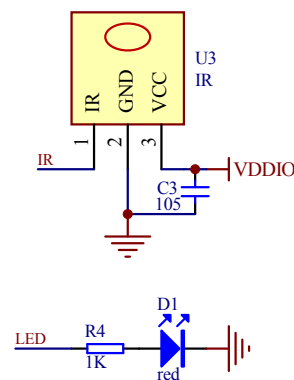 U3
IR
IR
GND
VCC
1
2
3
IR
VDDIO
C3
105
D1
LED
R4
1K
red